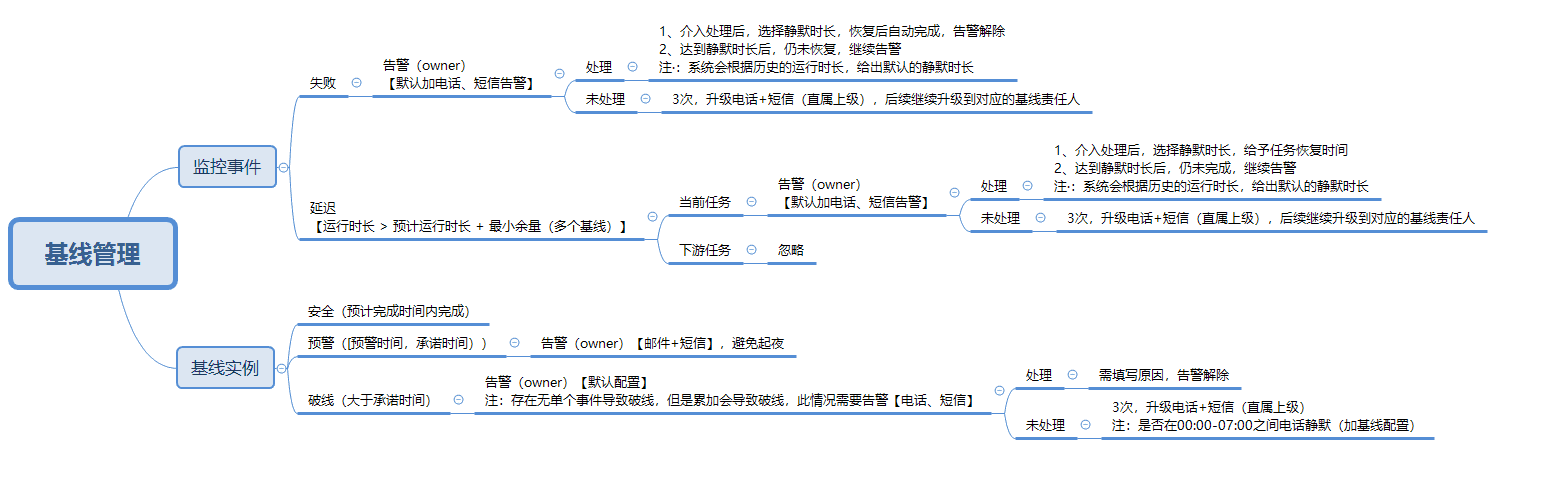 基线管理
监控事件
失败
告警（owner）
【默认加电话、短信告警】
处理
1、介入处理后，选择静默时长，恢复后自动完成，告警解除
2、达到静默时长后，仍未恢复，继续告警
注：系统会根据历史的运行时长，给出默认的静默时长
未处理
3次，升级电话+短信（直属上级），后续继续升级到对应的基线责任人
延迟
【运行时长 > 预计运行时长 + 最小余量（多个基线）】
当前任务
告警（owner）
【默认加电话、短信告警】
处理
1、介入处理后，选择静默时长，给予任务恢复时间
2、达到静默时长后，仍未完成，继续告警
注：系统会根据历史的运行时长，给出默认的静默时长
未处理
3次，升级电话+短信（直属上级），后续继续升级到对应的基线责任人
下游任务
忽略
基线实例
安全（预计完成时间内完成）
预警（[预警时间，承诺时间)）
告警（owner）【邮件+短信】，避免起夜
破线（大于承诺时间）
告警（owner）【默认配置】
注：存在无单个事件导致破线，但是累加会导致破线，此情况需要告警【电话、短信】
处理
需填写原因，告警解除
未处理
3次，升级电话+短信（直属上级）
注：是否在00:00-07:00之间电话静默（加基线配置）